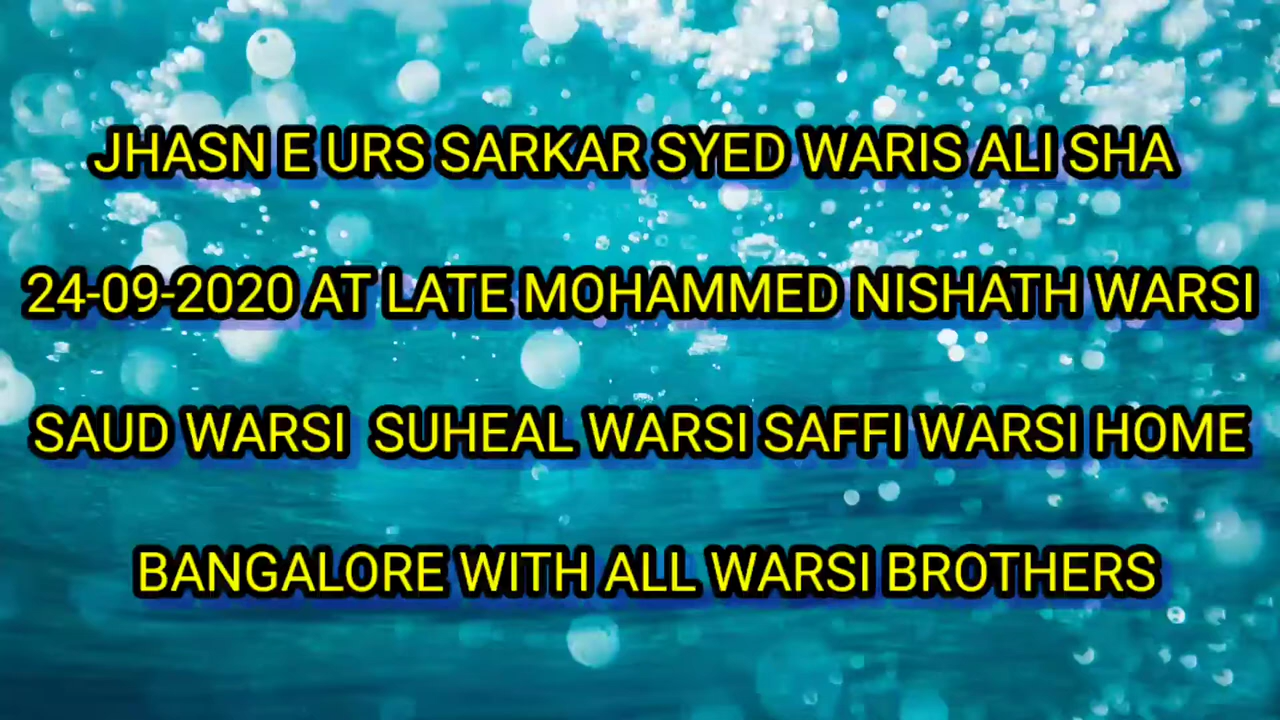 JHASN E URS SARKAR SYED WARIS ALI SHA
24-09-2020 AT LATE MOHAMMED NISHATH WARSI
SAUD WARSI SUHEAL WARSI SAFFI WARSI HOME
BANGALORE WITH ALL WARSI BROTHERS